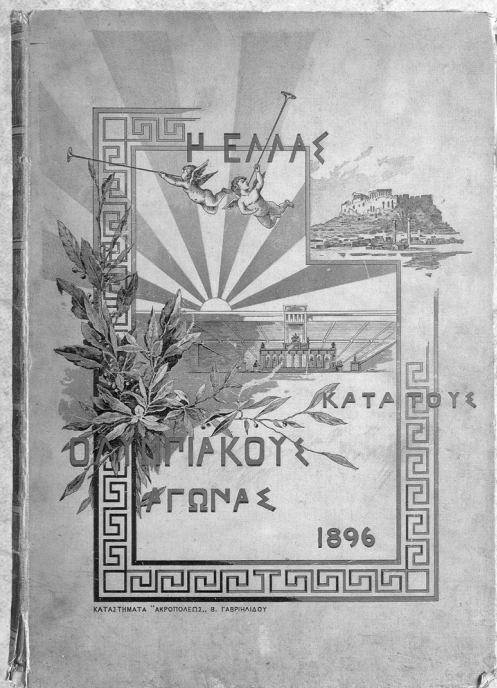 Η ΕΛΛΑΣ
ΚΑΤΑ ΤΟΥΣ
ΟΛΥΜΠΙΑΚΟΥΣ
ΑΓΩΝΑΣ
1896
ΚΑΤΑΣΤΗΜΑΤΑ "ΑΚΡΟΠΟΛΕΩΣ„ Β. ΓΑΒΡΙΗΛΙΔΟΥ